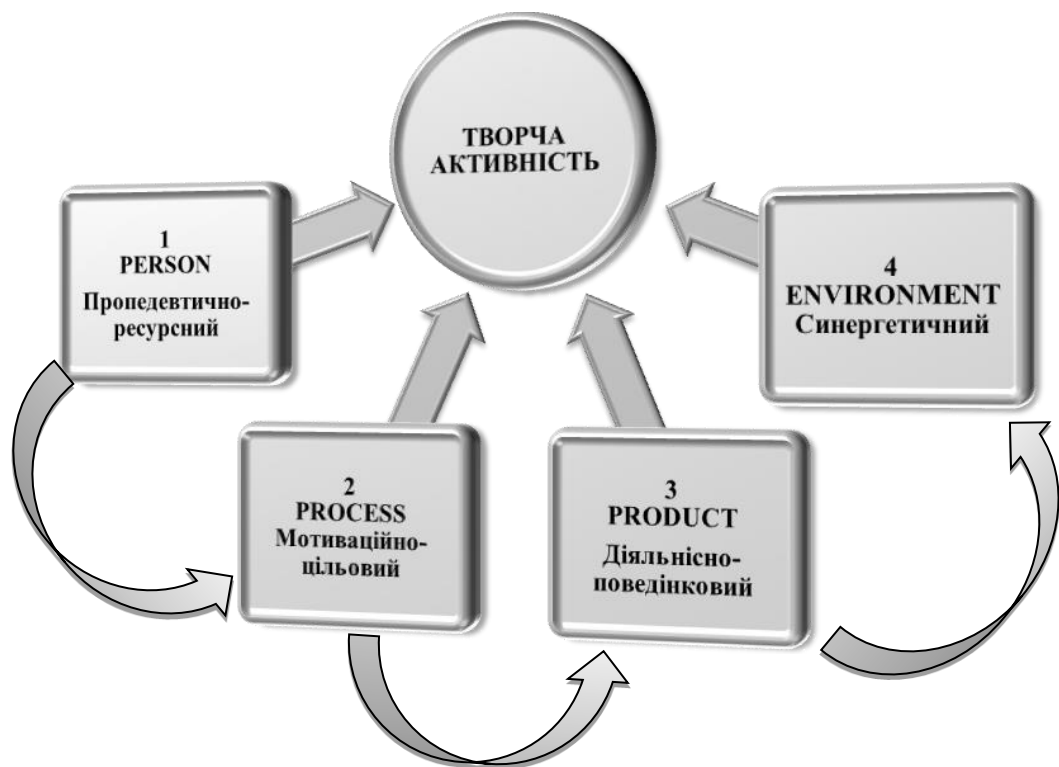 ТВОРЧА
АКТИВНІСТЬ
1
PERSON
Пропедевтично-
ресурсний
2
PROCESS
Мотиваційно-
цільовий
3
PRODUCT
Діяльнісно-
поведінковий
4
ENVIRONMENT
Синергетичний